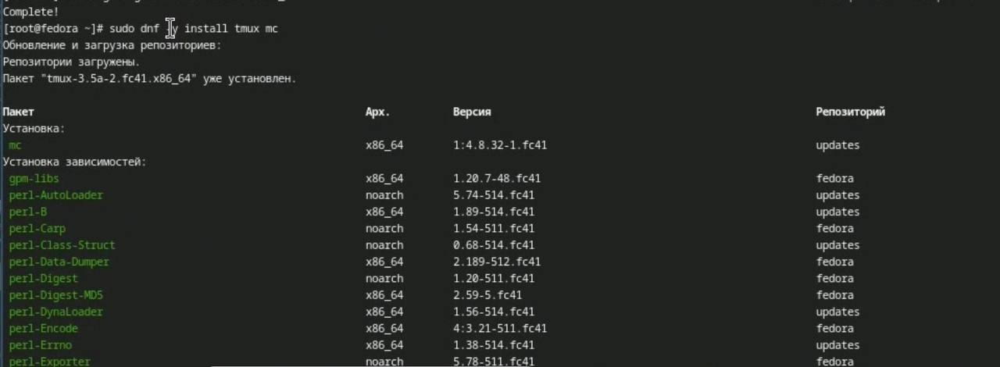 Complete!
[root@fedora ~]# sudo dnf -y install tmux mc
Обновление и загрузка репозиториев:
Репозитории загружены.
Пакет "tmux-3.5a-2.fc41.x86_64" уже установлен.
Пакет Арх. Версия Репозиторий
Установка:
mc x86_64 1:4.8.32-1.fc41 updates
Установка зависимостей:
gpm-libs x86_64 1.20.7-48.fc41 fedora
perl-AutoLoader noarch 5.74-514.fc41 updates
perl-B x86_64 1.89-514.fc41 updates
perl-Carp noarch 1.54-511.fc41 fedora
perl-Class-Struct noarch 0.68-514.fc41 updates
perl-Data-Dumper x86_64 2.189-512.fc41 fedora
perl-Digest noarch 1.20-511.fc41 fedora
perl-Digest-MD5 x86_64 2.59-5.fc41 fedora
perl-DynaLoader x86_64 1.56-514.fc41 updates
perl-Encode x86_64 4:3.21-511.fc41 fedora
perl-Errno x86_64 1.38-514.fc41 updates
perl-Exporter noarch 5.78-511.fc41 fedora